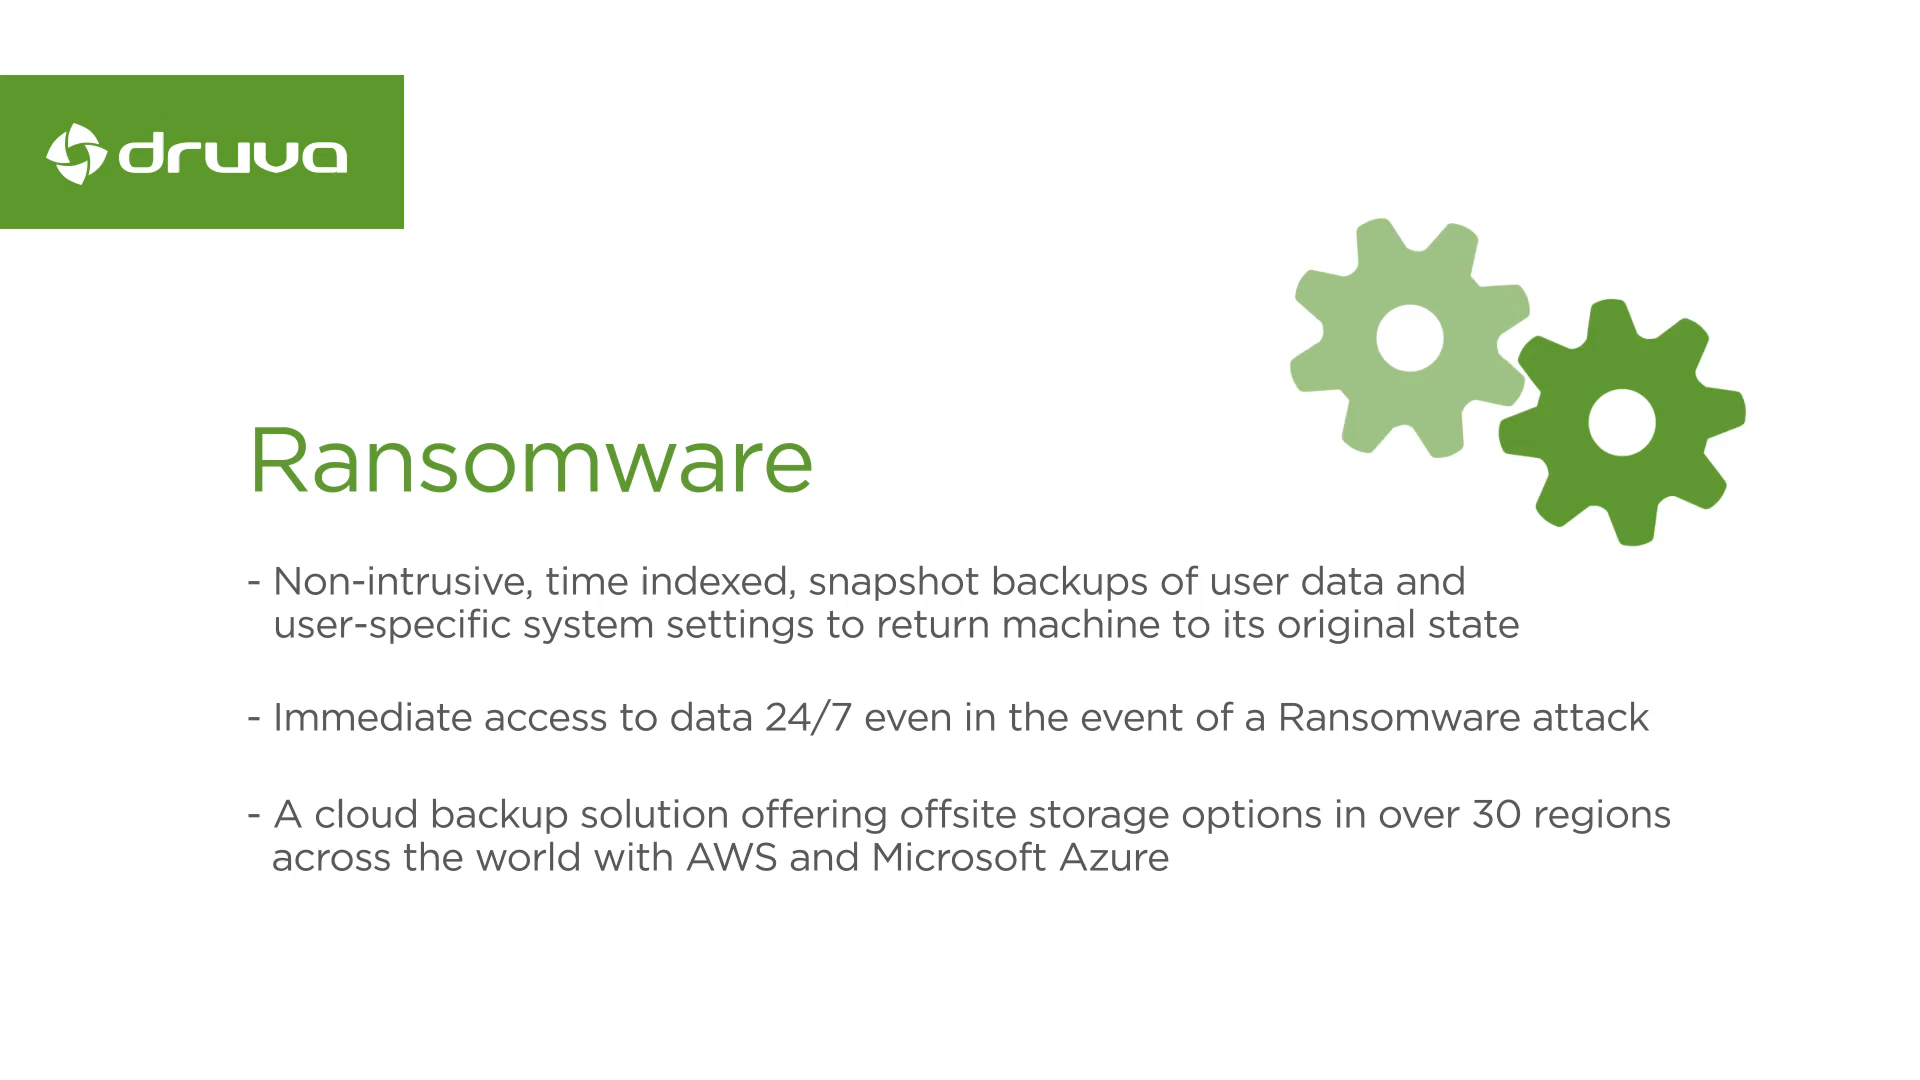 druva
Ransomware
- Non-intrusive, time indexed, snapshot backups of user data and
user-specific system settings to return machine to its original state
- Immediate access to data 24/7 even in the event of a Ransomware attack
- A cloud backup solution offering offsite storage options in over 30 regions
across the world with AWS and Microsoft Azure